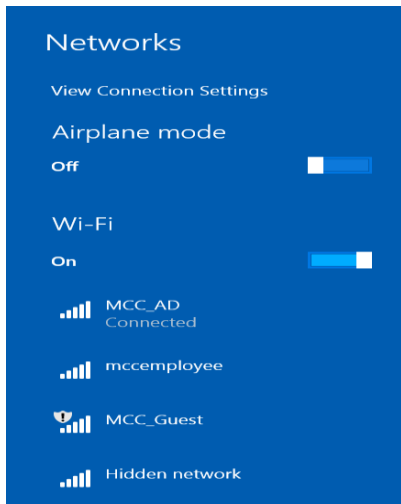 Networks
View Connection Settings
Airplane mode
Off
Wi-Fi
On
MCC_AD
Connected
mccemployee
MCC_Guest
Hidden network